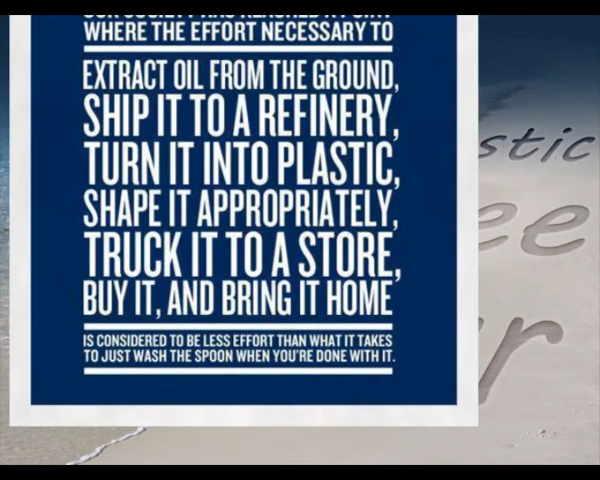 WHERE THE EFFORT NECESSARY TO
EXTRACT OIL FROM THE GROUND,
SHIP IT TO A REFINERY,
TURN IT INTO PLASTIC,
SHAPE IT APPROPRIATELY,
TRUCK IT TO A STORE,
BUY IT, AND BRING IT HOME
IS CONSIDERED TO BE LESS EFFORT THAN WHAT IT TAKES
TO JUST WASH THE SPOON WHEN YOU'RE DONE WITH IT.
stic
ee
r